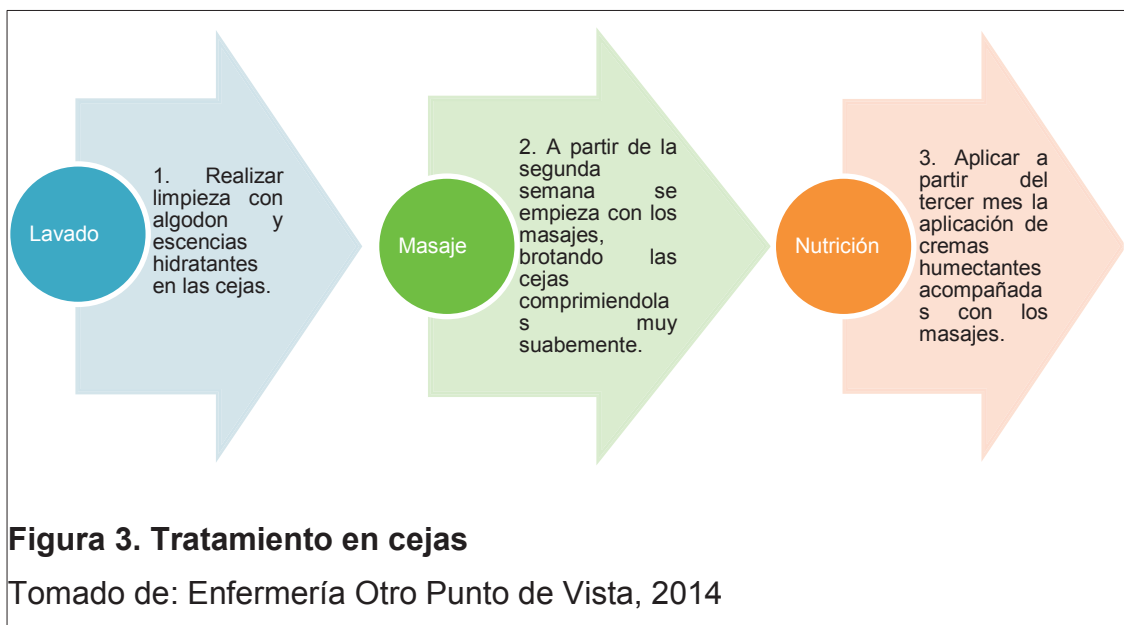 Lavado
1. Realizar
limpieza con
algodon y
escencias
hidratantes
en las cejas.
Masaje
2. A partir de la
segunda
semana se
empieza con los
masajes,
brotando las
cejas
comprimiendola
s muy
suabemente.
Nutrición
3. Aplicar a
partir del
tercer mes la
aplicación de
cremas
humectantes
acompañada
s con los
masajes.
Figura 3. Tratamiento en cejas
Tomado de: Enfermería Otro Punto de Vista, 2014